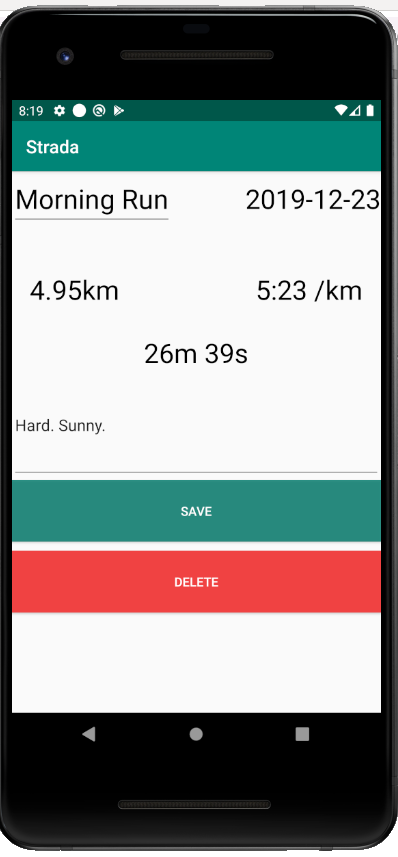 8:19
Strada
Morning Run 2019-12-23
4.95km 5:23 /km
26m 39s
Hard. Sunny.
SAVE
DELETE